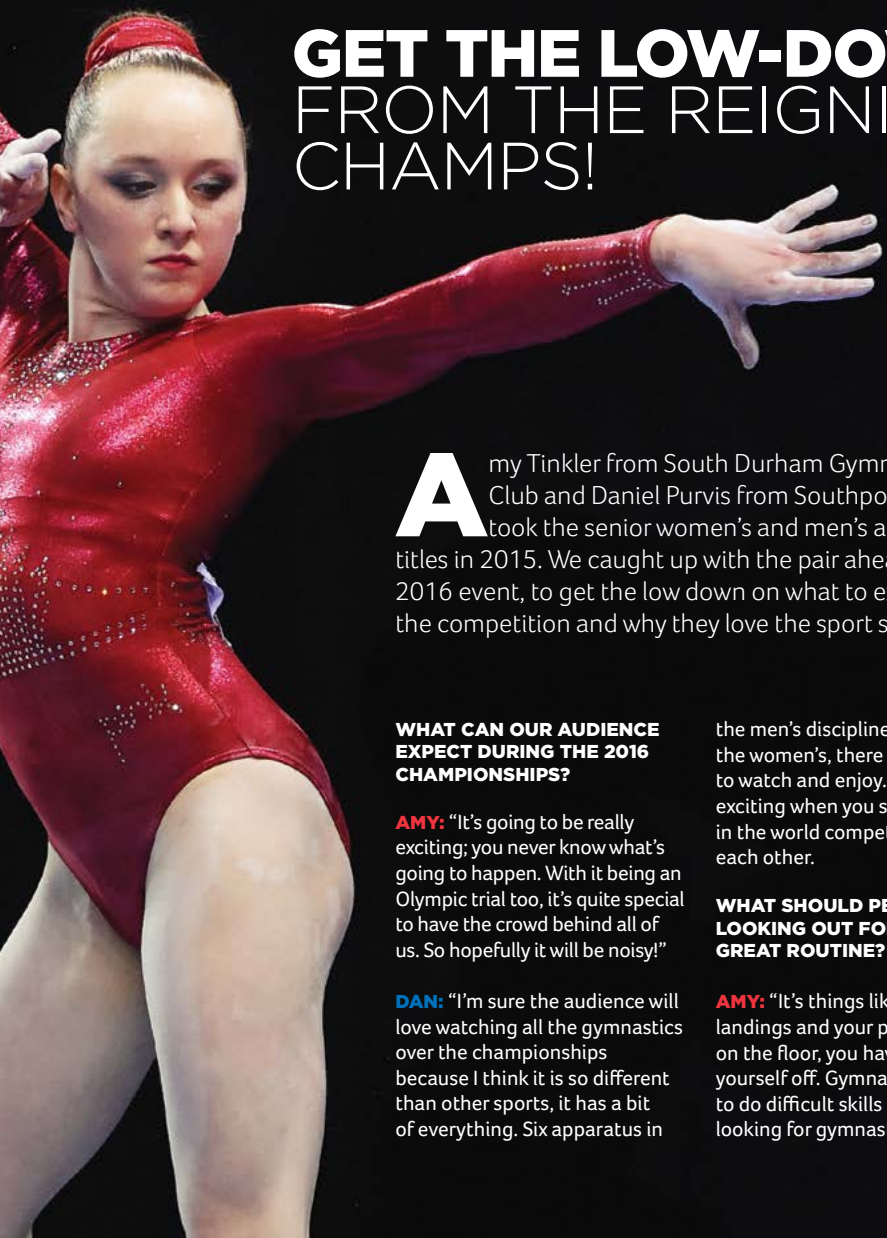 GET THE LOW-DO
FROM THE REIGNI
CHAMPS!
Amy Tinkler from South Durham Gymn
Club and Daniel Purvis from Southpo
took the senior women’s and men’s a
titles in 2015. We caught up with the pair ahea
2016 event, to get the low down on what to e
the competition and why they love the sport s
WHAT CAN OUR AUDIENCE
EXPECT DURING THE 2016
CHAMPIONSHIPS?
AMY: “It’s going to be really
exciting; you never know what’s
going to happen. With it being an
Olympic trial too, it’s quite special
to have the crowd behind all of
us. So hopefully it will be noisy!”
DAN: “I’m sure the audience will
love watching all the gymnastics
over the championships
because I think it is so different
than other sports, it has a bit
of everything. Six apparatus in
the men’s discipline
the women’s, there
to watch and enjoy.
exciting when you s
in the world compet
each other.
WHAT SHOULD PE
LOOKING OUT FO
GREAT ROUTINE?
AMY: “It’s things lik
landings and your p
on the floor, you hav
yourself off. Gymna
to do difficult skills
looking for gymnas